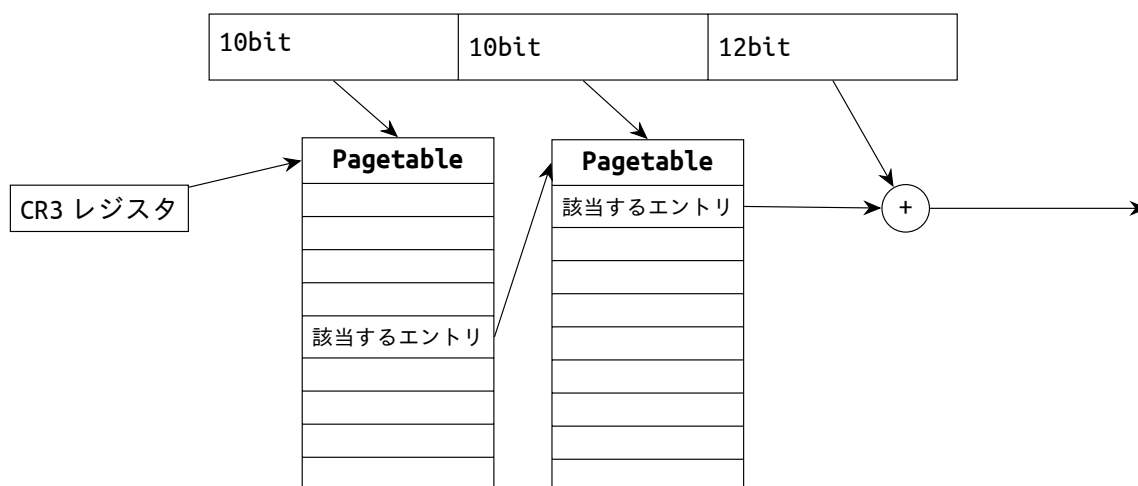 10bit
10bit
12bit
Pagetable
Pagetable
CR3 レジスタ
該当するエントリ
+
該当するエントリ